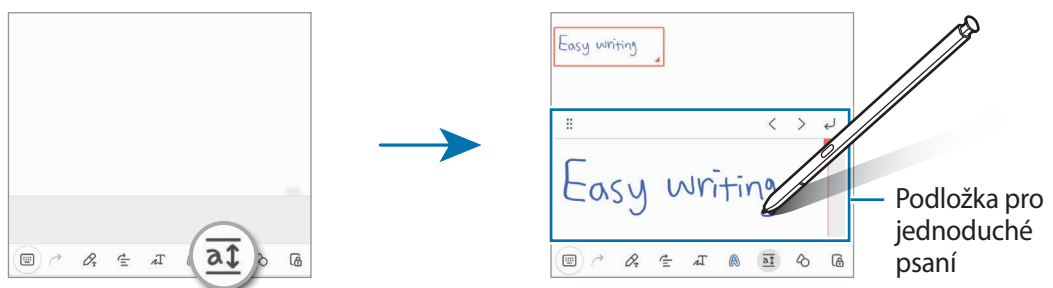 Easy writing
Easy writing
Podložka pro
jednoduché
psaní